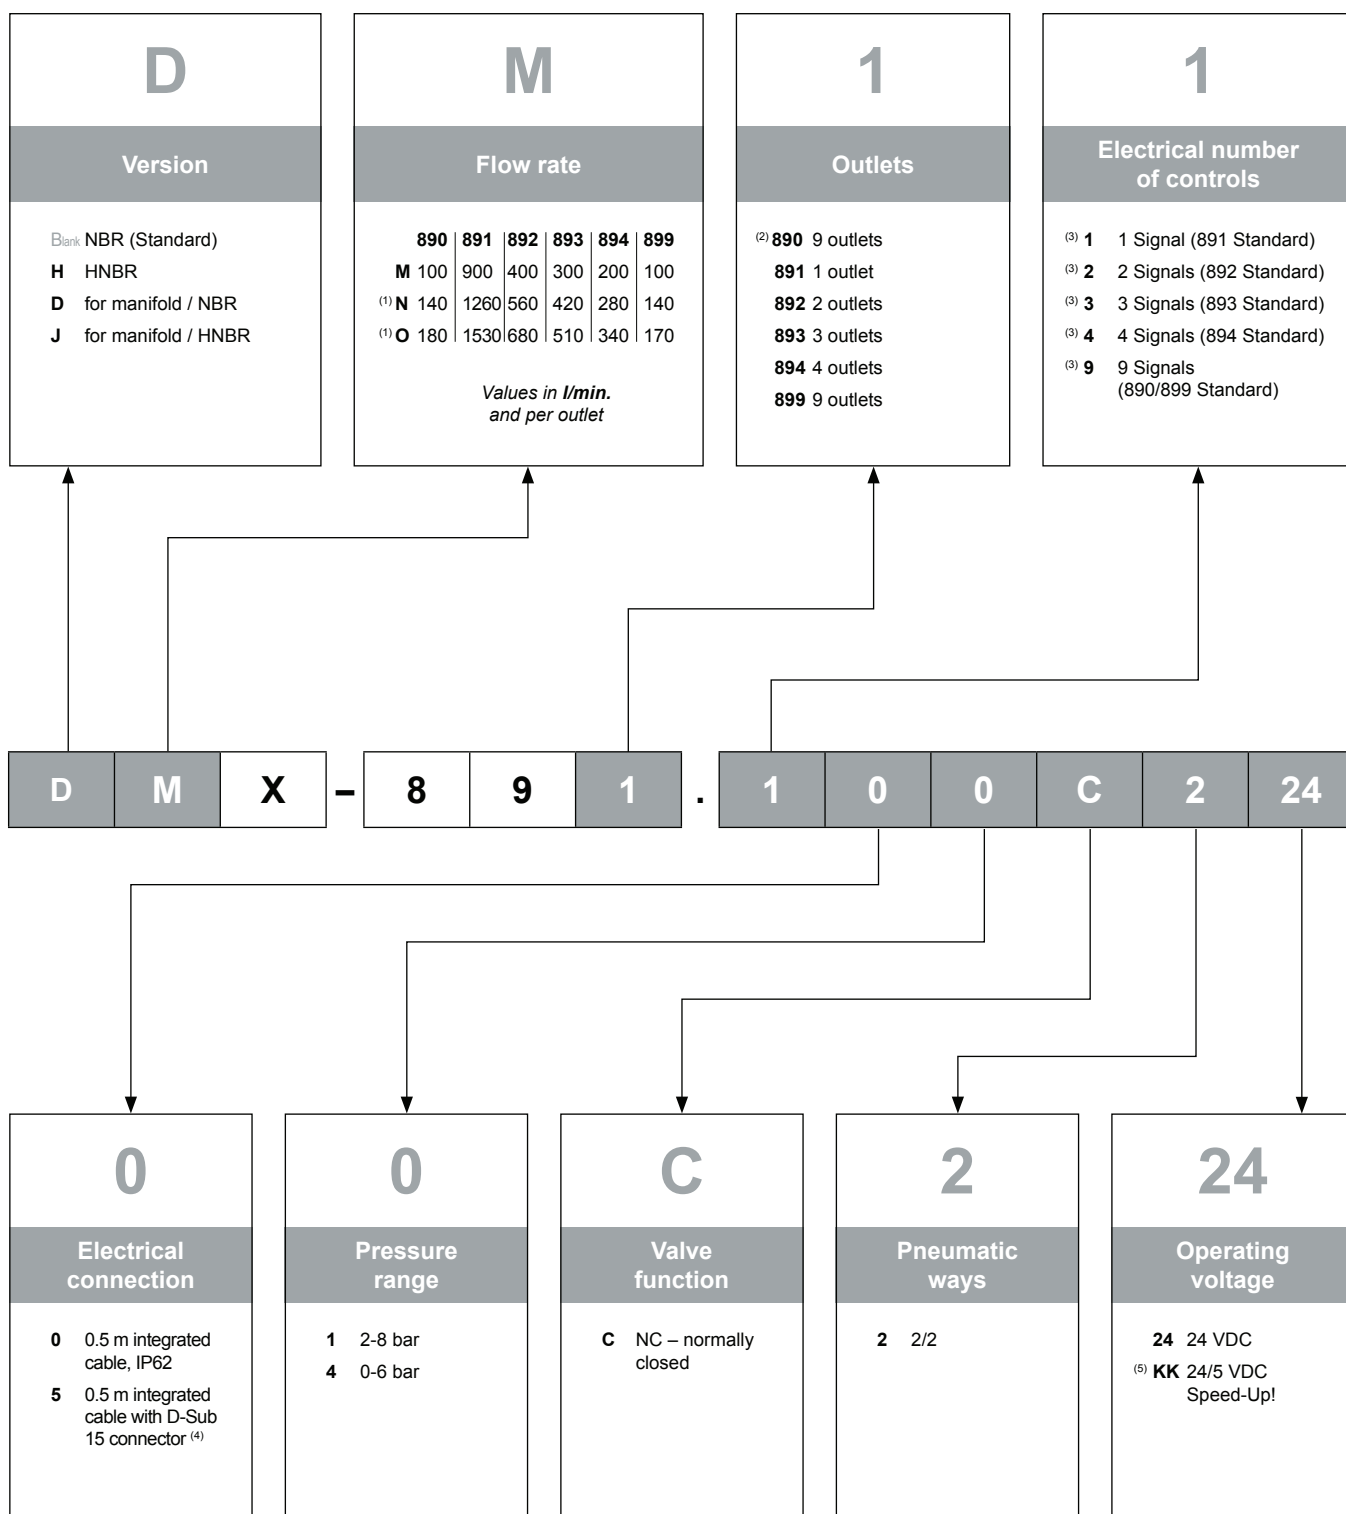 D
Version
Blank NBR (Standard)
H HNBR
D for manifold / NBR
J for manifold / HNBR
M
Flow rate
890 891 892 893 894 899
M 100 900 400 300 200 100
(1) N 140 1260 560 420 280 140
(1) O 180 1530 680 510 340 170
Values in l/min.
and per outlet
1
Outlets
(2) 890 9 outlets
891 1 outlet
892 2 outlets
893 3 outlets
894 4 outlets
899 9 outlets
1
Electrical number
of controls
(3) 1 1 Signal (891 Standard)
(3) 2 2 Signals (892 Standard)
(3) 3 3 Signals (893 Standard)
(3) 4 4 Signals (894 Standard)
(3) 9 9 Signals
(890/899 Standard)
D M X – 8 9 1 . 1 0 0 C 2 24
0
Electrical
connection
0 0.5 m integrated
cable, IP62
5 0.5 m integrated
cable with D-Sub
15 connector (4)
0
Pressure
range
1 2-8 bar
4 0-6 bar
C
Valve
function
C NC – normally
closed
2
Pneumatic
ways
2 2/2
24
Operating
voltage
24 24 VDC
(5) KK 24/5 VDC
Speed-Up!